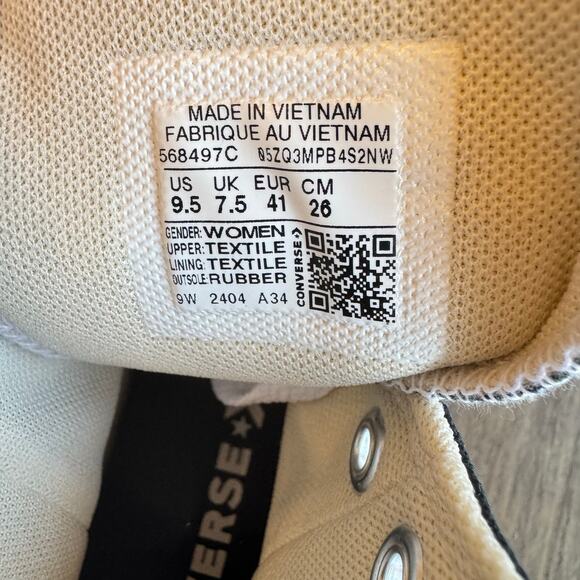 MADE IN VIETNAM
FABRIQUE AU VIETNAM
568497C 05ZQ3MPB4S2NW
US UK EUR CM
9.5 7.5 41 26
GENDER: WOMEN
UPPER: TEXTILE
LINING: TEXTILE
OUTSOLE: RUBBER
9W 2404 A34
CONVERSE
VERSE